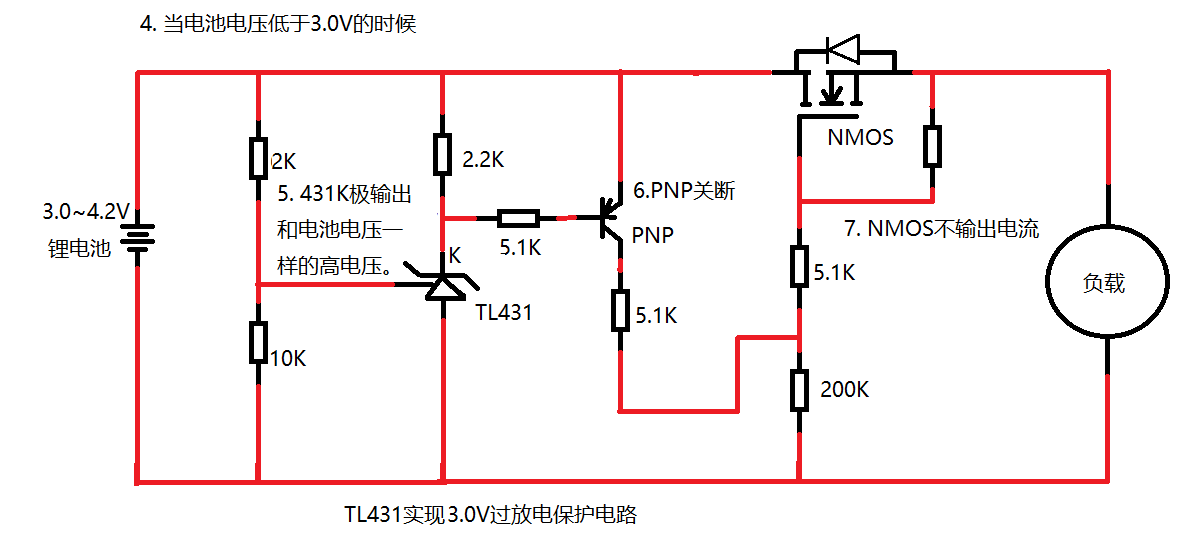 4. 当电池电压低于3.0V的时候
NMOS
2K
2.2K
5. 431K极输出
和电池电压一
样的高电压。
6.PNP关断
3.0~4.2V
锂电池
5.1K
PNP
7. NMOS不输出电流
K
5.1K
负载
TL431
5.1K
10K
200K
TL431实现3.0V过放电保护电路